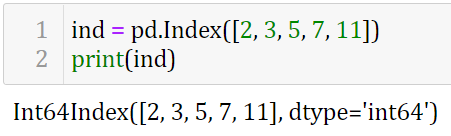 1 ind = pd.Index([2, 3, 5, 7, 11])
2 print(ind)
Int64Index([2, 3, 5, 7, 11], dtype='int64')